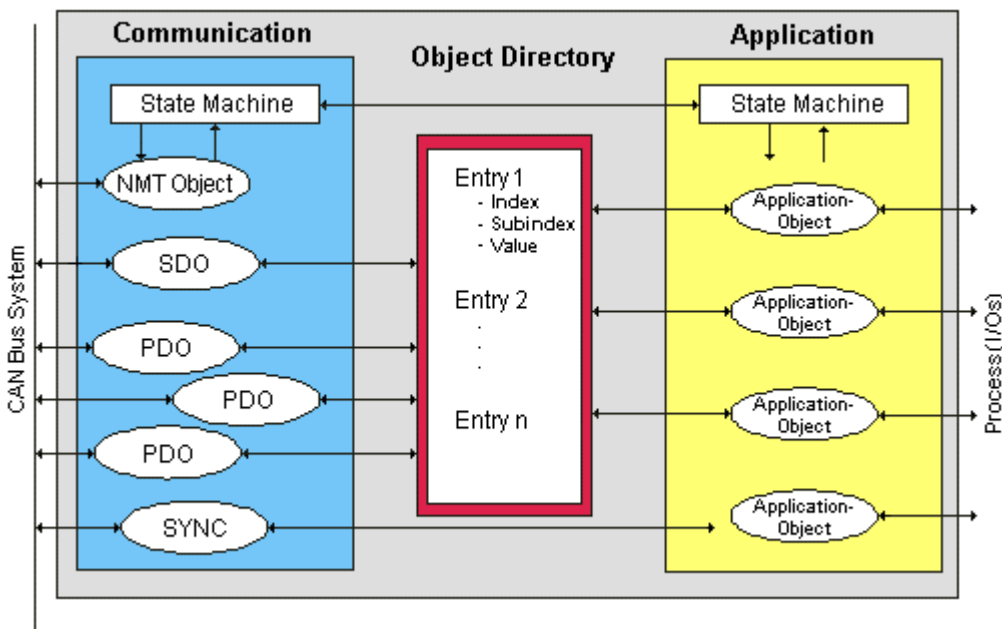 Communication
Object Directory
Application
State Machine
NMT Object
SDO
PDO
PDO
PDO
SYNC
Entry 1
- Index
- Subindex
- Value
Entry 2
.
.
.
Entry n
State Machine
Application-
Object
Application-
Object
Application-
Object
Application-
Object
CAN Bus System
Process(I/Os)